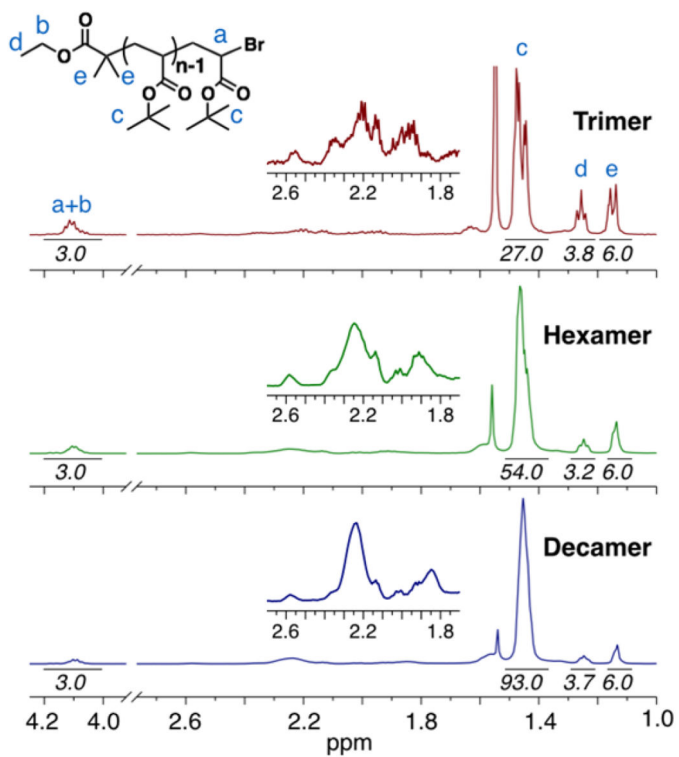 b
O
a
Br
d
O
n-1
e
e
O
O
O
O
c
c
c
Trimer
a+b
d
e
2.6
2.2
1.8
3.0
27.0
3.8
6.0
Hexamer
2.6
2.2
1.8
3.0
54.0
3.2
6.0
Decamer
2.6
2.2
1.8
3.0
93.0
3.7
6.0
4.2
4.0
2.6
2.2
1.8
1.4
1.0
ppm